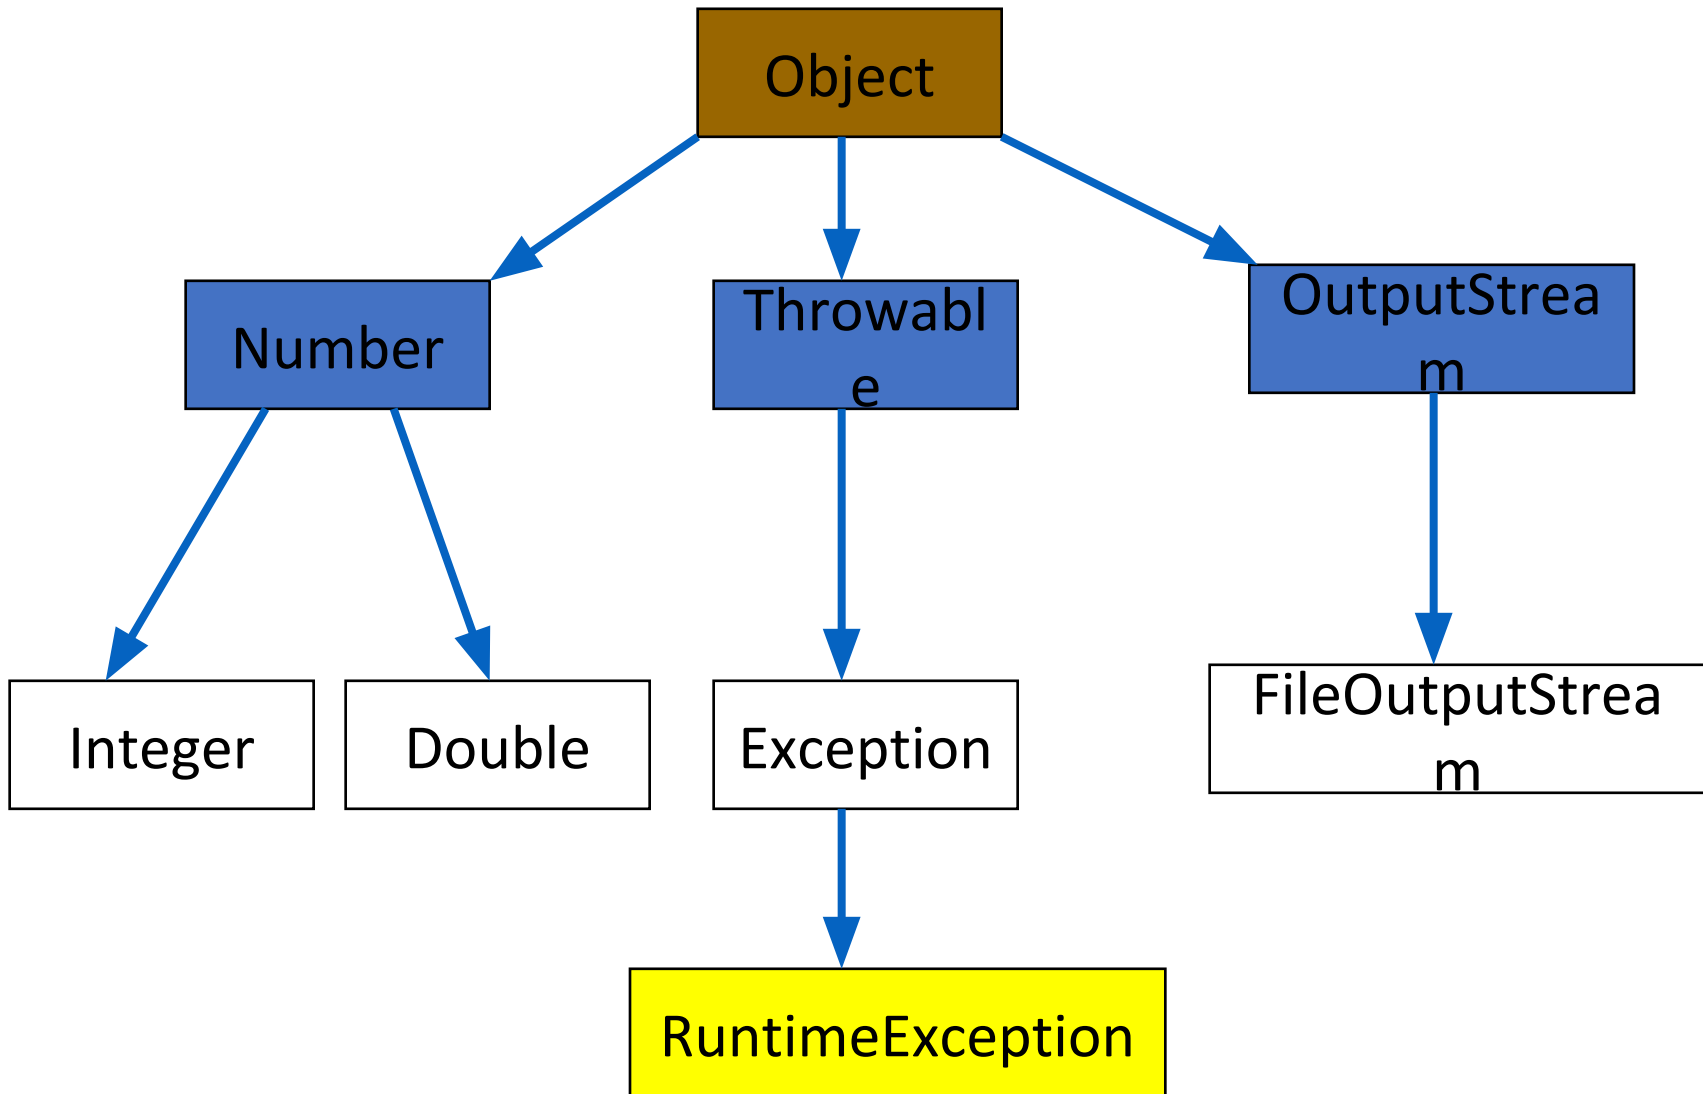 Object
Number
Throwabl
e
OutputStrea
m
Integer
Double
Exception
FileOutputStrea
m
RuntimeException